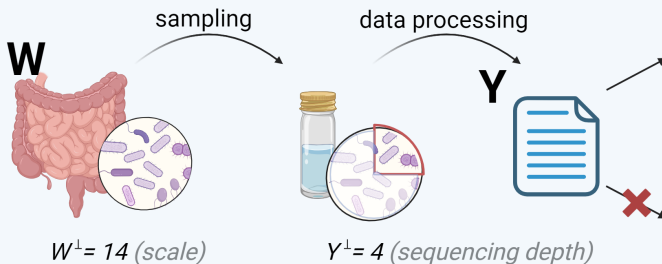 sampling
data processing
W
Y
W⊥= 14 (scale)
Y⊥= 4 (sequencing depth)